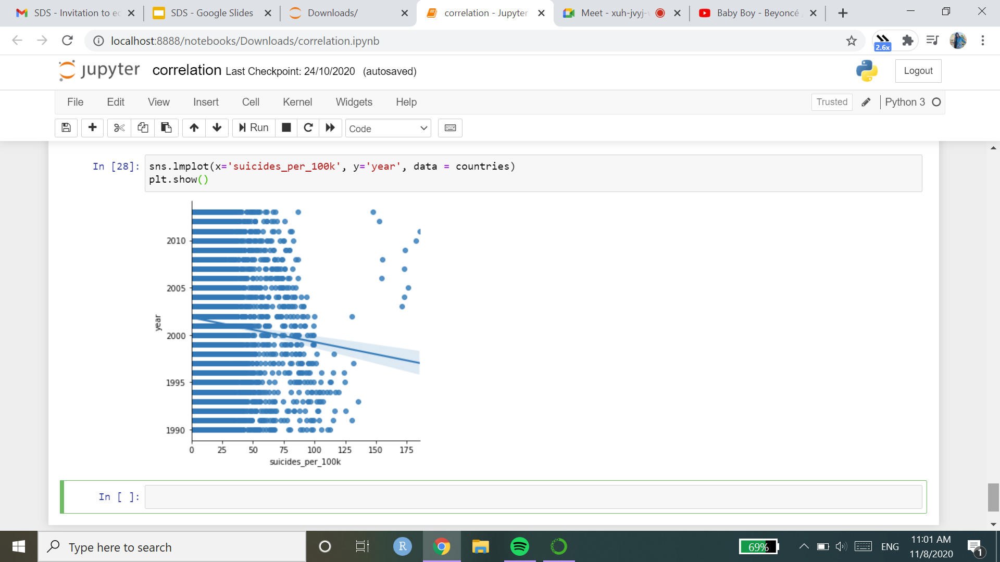 SDS - Invitation to ec
SDS - Google Slides
Downloads/
correlation - Jupyter
Meet - xuh-jvyj-
Baby Boy - Beyoncé
localhost:8888/notebooks/Downloads/correlation.ipynb
2.6x
jupyter correlation Last Checkpoint: 24/10/2020 (autosaved)
Logout
File Edit View Insert Cell Kernel Widgets Help
Trusted
Python 3
Run
Code
In [28]: sns.lmplot(x='suicides_per_100k', y='year', data = countries)
plt.show()
2010
2005
2000
1995
1990
year
0 25 50 75 100 125 150 175
suicides_per_100k
In [ ]:
Type here to search
R
69%
ENG
11:01 AM
11/8/2020
1